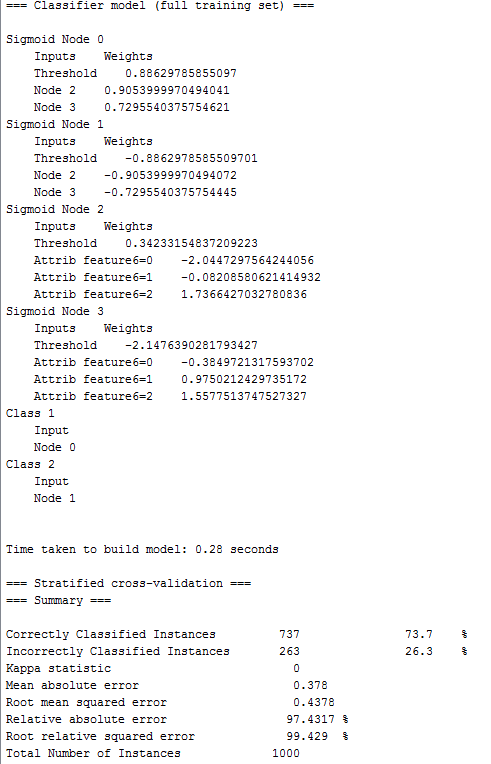 === Classifier model (full training set) ===
Sigmoid Node 0
Inputs Weights
Threshold 0.88629785855097
Node 2 0.9053999970494041
Node 3 0.7295540375754621
Sigmoid Node 1
Inputs Weights
Threshold -0.8862978585509701
Node 2 -0.9053999970494072
Node 3 -0.7295540375754445
Sigmoid Node 2
Inputs Weights
Threshold 0.34233154837209223
Attrib feature6=0 -2.0447297564244056
Attrib feature6=1 -0.08208580621414932
Attrib feature6=2 1.7366427032780836
Sigmoid Node 3
Inputs Weights
Threshold -2.1476390281793427
Attrib feature6=0 -0.3849721317593702
Attrib feature6=1 0.9750212429735172
Attrib feature6=2 1.5577513747527327
Class 1
Input
Node 0
Class 2
Input
Node 1
Time taken to build model: 0.28 seconds
=== Stratified cross-validation ===
=== Summary ===
Correctly Classified Instances 737 73.7 %
Incorrectly Classified Instances 263 26.3 %
Kappa statistic 0
Mean absolute error 0.378
Root mean squared error 0.4378
Relative absolute error 97.4317 %
Root relative squared error 99.429 %
Total Number of Instances 1000